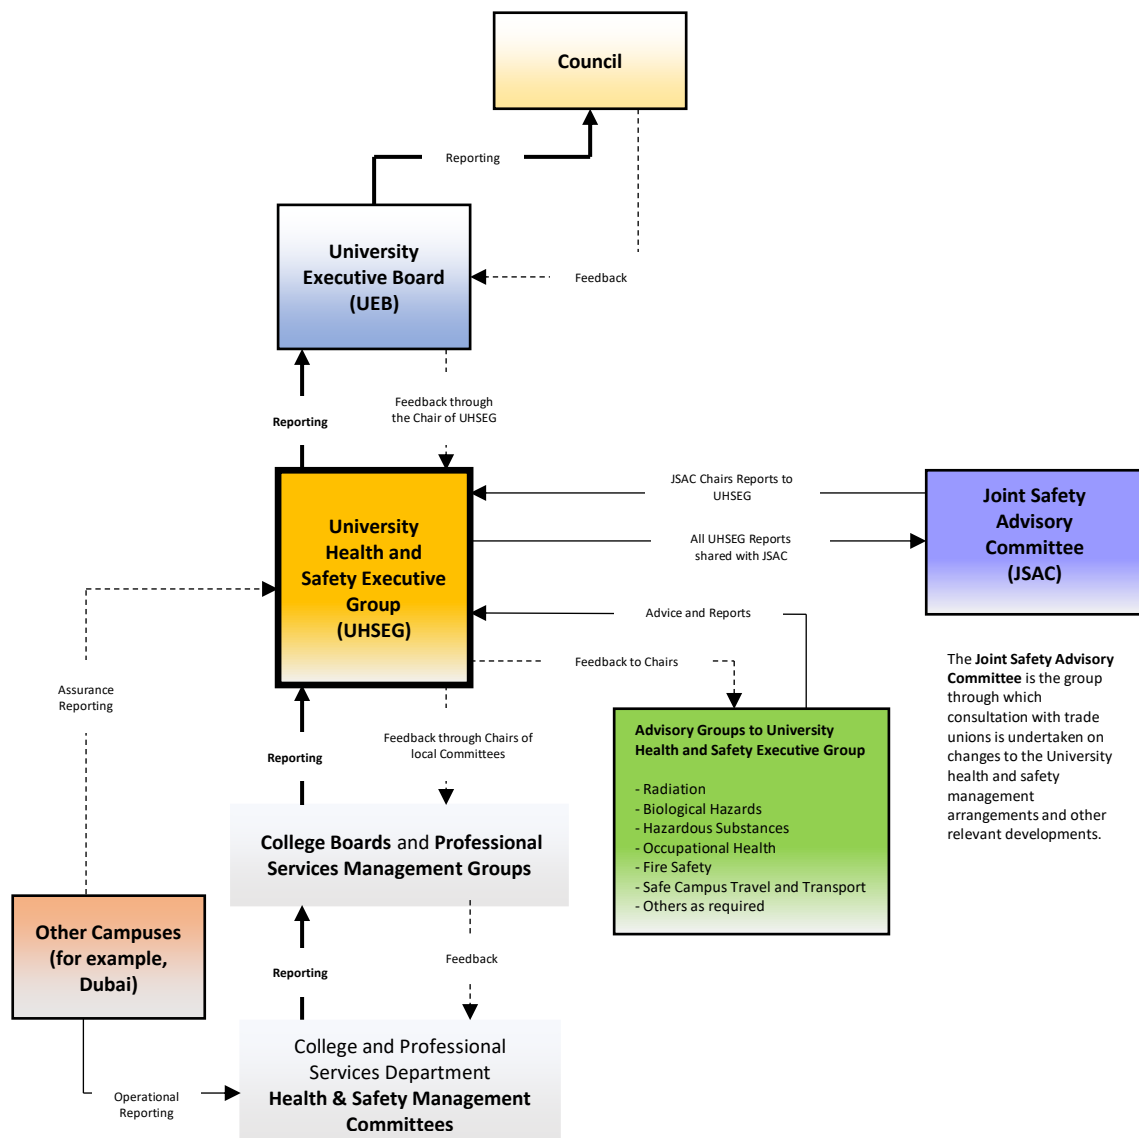 Council
Reporting
University
Executive Board
(UEB)
Feedback
Feedback through
the Chair of UHSEG
Reporting
JSAC Chairs Reports to
UHSEG
Joint Safety
Advisory
Committee
(JSAC)
University
Health and
Safety Executive
Group
(UHSEG)
All UHSEG Reports
shared with JSAC
Advice and Reports
Feedback to Chairs
The Joint Safety Advisory
Committee is the group
through which
consultation with trade
unions is undertaken on
changes to the University
health and safety
management
arrangements and other
relevant developments.
Assurance
Reporting
Feedback through Chairs of
local Committees
Reporting
Advisory Groups to University
Health and Safety Executive Group
- Radiation
- Biological Hazards
- Hazardous Substances
- Occupational Health
- Fire Safety
- Safe Campus Travel and Transport
- Others as required
College Boards and Professional
Services Management Groups
Other Campuses
(for example,
Dubai)
Feedback
Reporting
College and Professional
Services Department
Health & Safety Management
Committees
Operational
Reporting